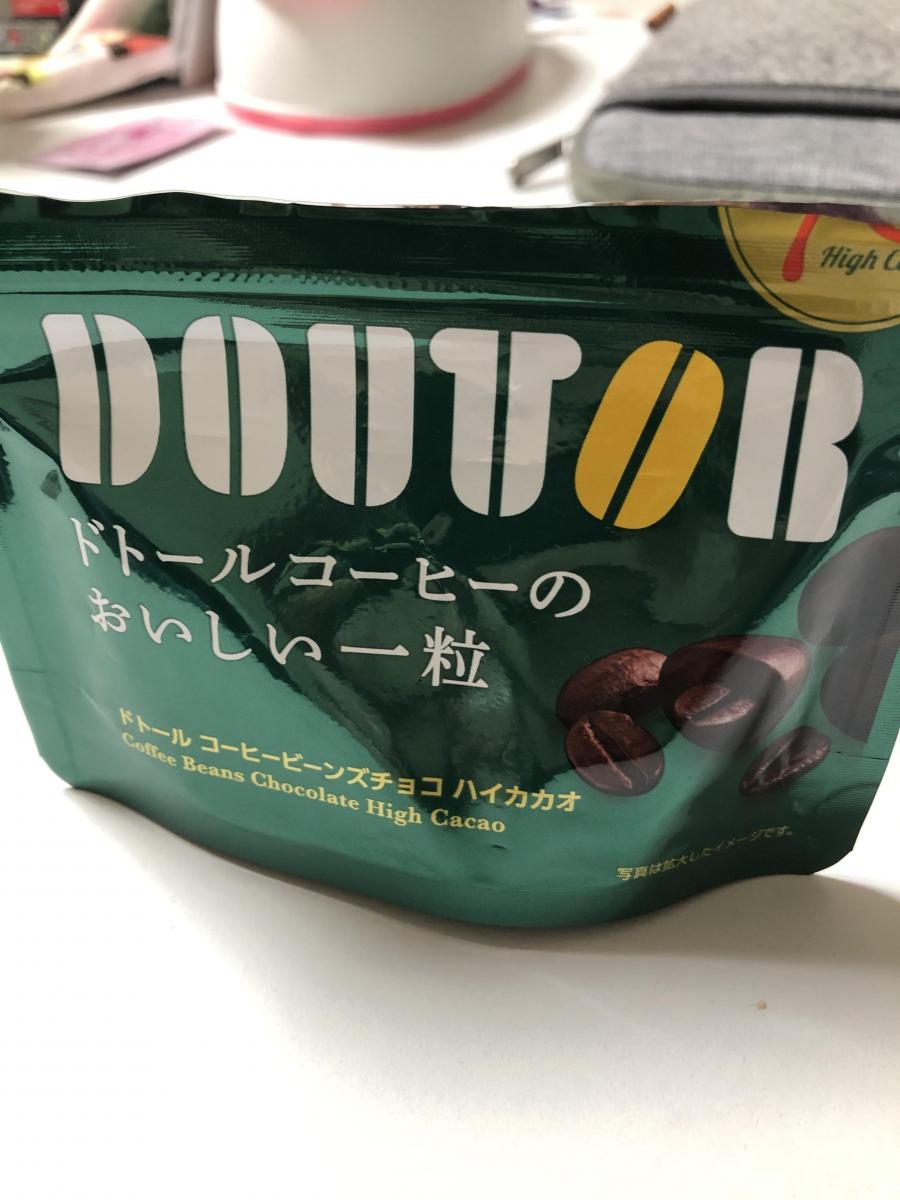 High
DOUTOR
ドトール コーヒーの
おいしい一粒
ドトール コーヒービーンズチョコ ハイカカオ
Coffee Beans Chocolate High Cacao
写真は拡大したイメージです。